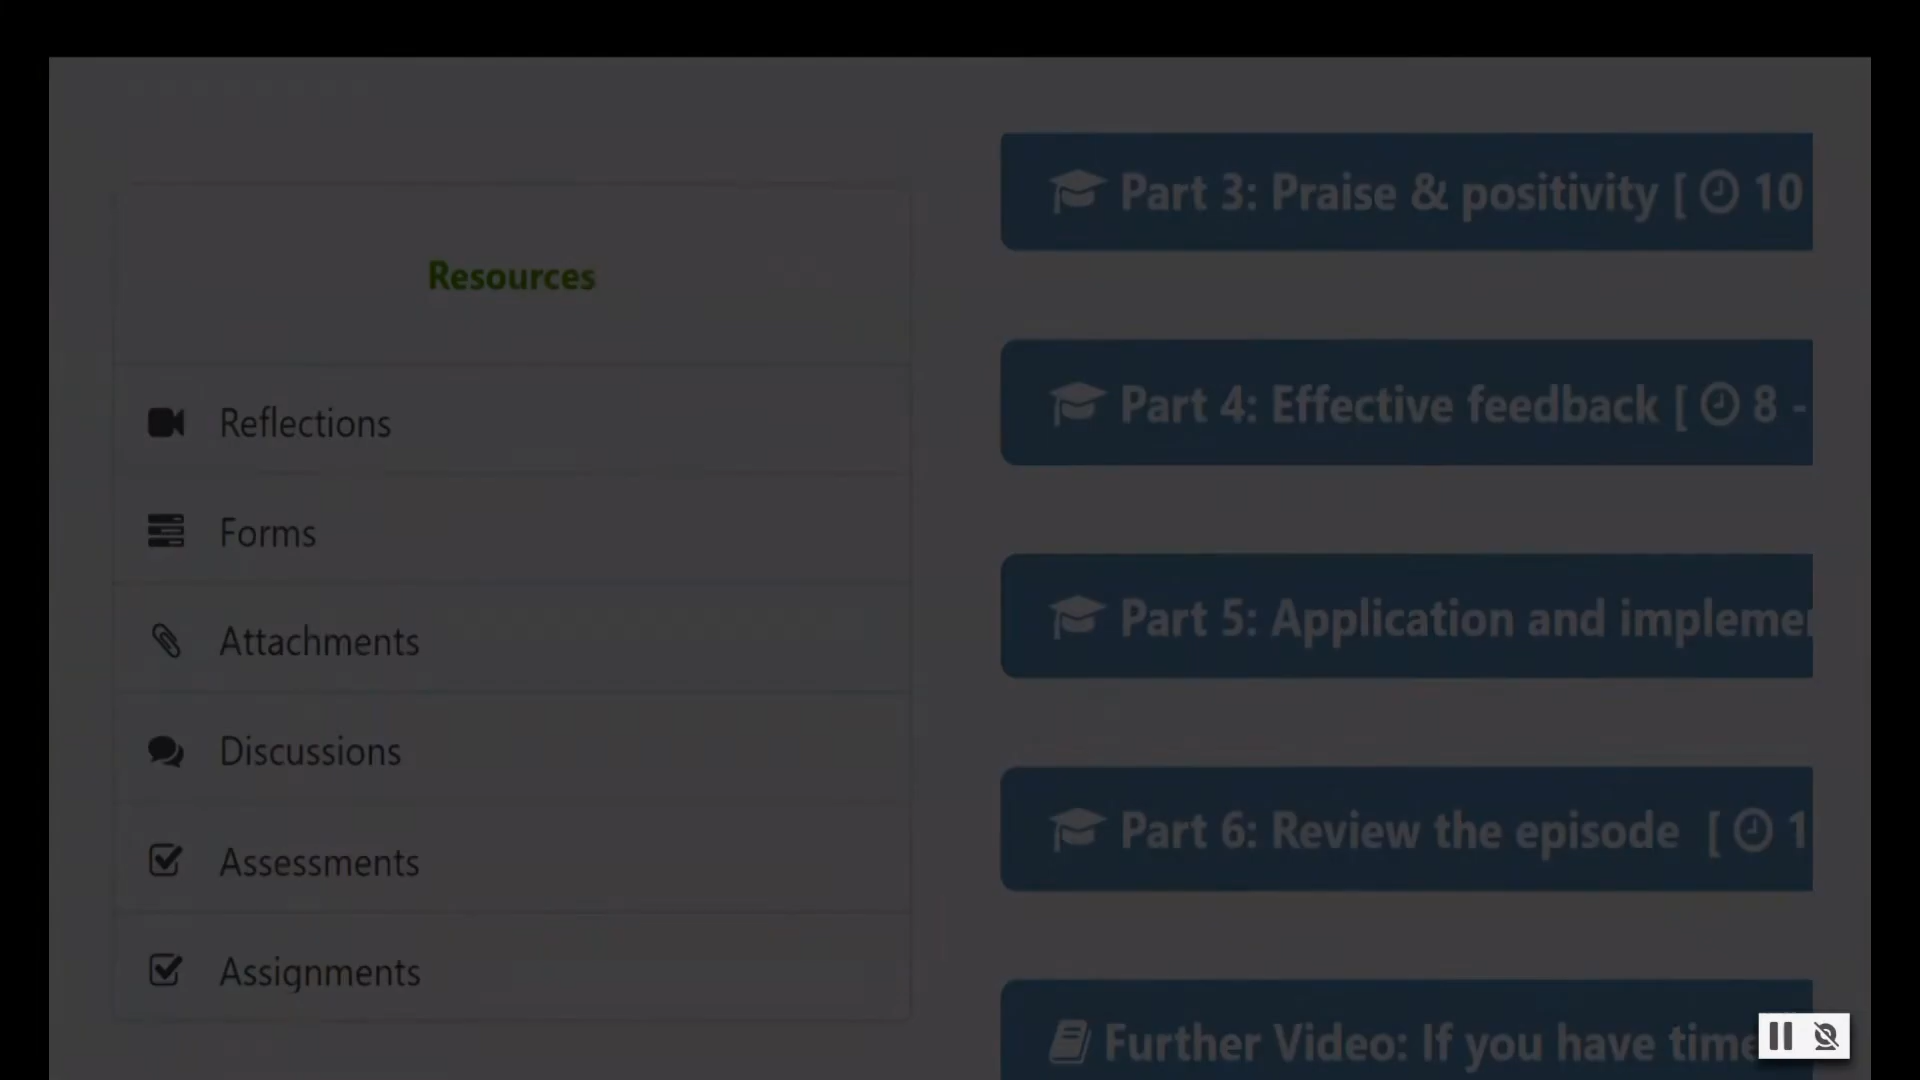 Resources
Reflections
Forms
Attachments
Discussions
Assessments
Assignments
Part 3: Praise & positivity [ 10
Part 4: Effective feedback [ 8 -
Part 5: Application and impleme
Part 6: Review the episode [ 1
Further Video: If you have time